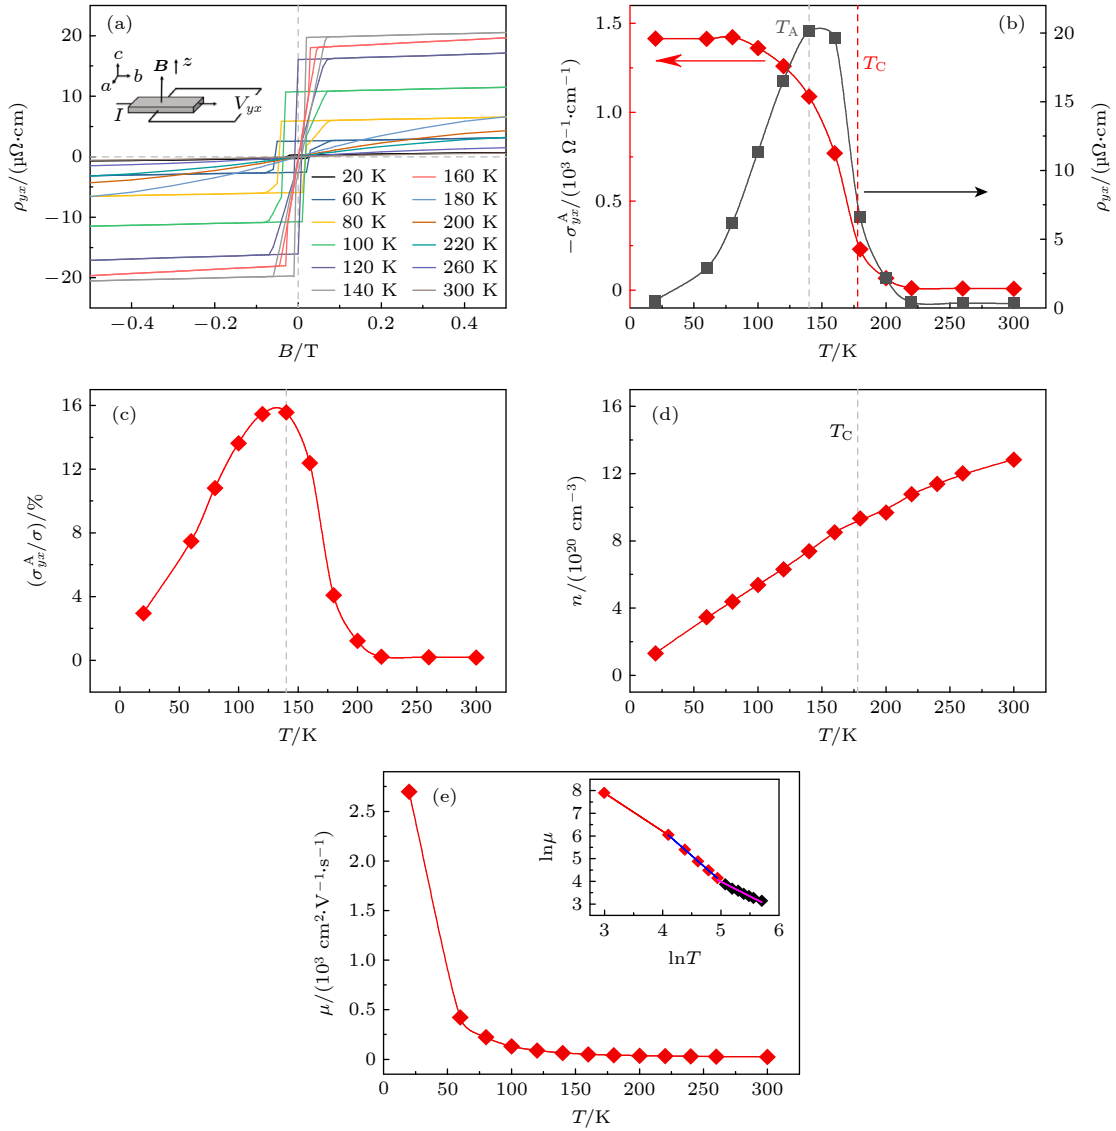 (a)
20
10
0
−10
−20
ρyx/(μΩ·cm)
−0.4
−0.2
0
0.2
0.4
B/T
c
a
b
B
z
I
Vyx
20 K
60 K
80 K
100 K
120 K
140 K
160 K
180 K
200 K
220 K
260 K
300 K
(b)
1.5
1.0
0.5
0
−σ^A_yx/(10^3 Ω^−1·cm^−1)
TA
TC
20
15
10
5
0
ρyx/(μΩ·cm)
0
50
100
150
200
250
300
T/K
(c)
16
12
8
4
0
(σ^A_yx/σ)/%
0
50
100
150
200
250
300
T/K
(d)
TC
16
12
8
4
0
n/(10^20 cm^−3)
0
50
100
150
200
250
300
T/K
(e)
2.5
2.0
1.5
1.0
0.5
0
μ/(10^3 cm^2·V^−1·s^−1)
0
50
100
150
200
250
300
T/K
8
7
6
5
4
3
lnμ
3
4
5
6
lnT